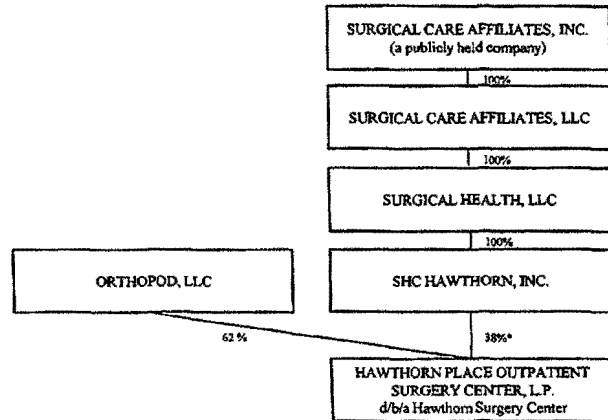 SURGICAL CARE AFFILIATES, INC.
(a publicly held company)
100%
SURGICAL CARE AFFILIATES, LLC
100%
SURGICAL HEALTH, LLC
100%
ORTHOPOD, LLC
SHC HAWTHORN, INC.
62 %
38%*
HAWTHORN PLACE OUTPATIENT
SURGERY CENTER, L.P.
d/b/a Hawthorn Surgery Center